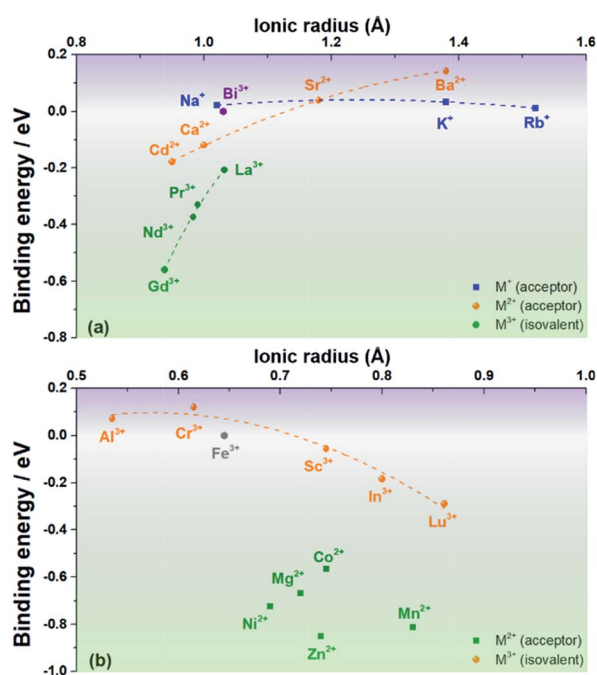 Ionic radius (Å)
0.8 1.0 1.2 1.4 1.6
Binding energy / eV
0.2
0.0
-0.2
-0.4
-0.6
-0.8
Na⁺
Bi³⁺
Sr²⁺
Ba²⁺
K⁺
Rb⁺
Ca²⁺
Cd²⁺
La³⁺
Pr³⁺
Nd³⁺
Gd³⁺
M⁺ (acceptor)
M²⁺ (acceptor)
M³⁺ (isovalent)
(a)
Ionic radius (Å)
0.5 0.6 0.7 0.8 0.9 1.0
Binding energy / eV
0.2
0.0
-0.2
-0.4
-0.6
-0.8
-1.0
Al³⁺
Cr³⁺
Fe³⁺
Sc³⁺
In³⁺
Lu³⁺
Co²⁺
Mg²⁺
Ni²⁺
Mn²⁺
Zn²⁺
M²⁺ (acceptor)
M³⁺ (isovalent)
(b)